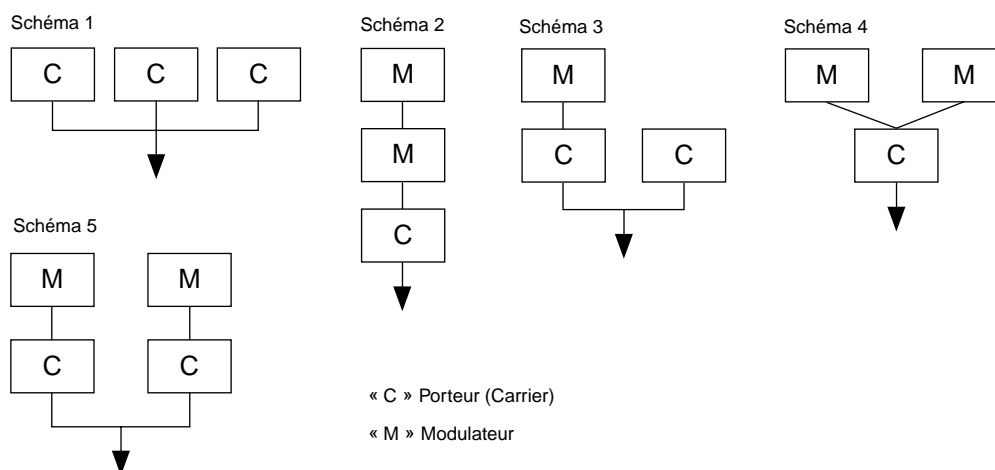 Schéma 1
C C C
Schéma 2
M
M
C
Schéma 3
M
C C
Schéma 4
M M
C
Schéma 5
M M
C C
« C » Porteur (Carrier)
« M » Modulateur